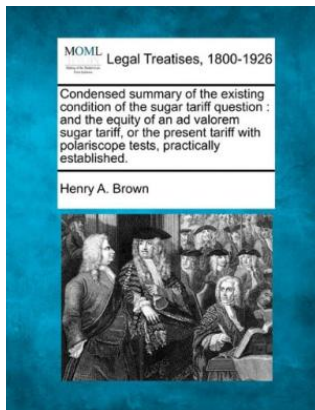 MOML Legal Treatises, 1800-1926
Condensed summary of the existing
condition of the sugar tariff question :
and the equity of an ad valorem
sugar tariff, or the present tariff with
polariscope tests, practically
established.
Henry A. Brown